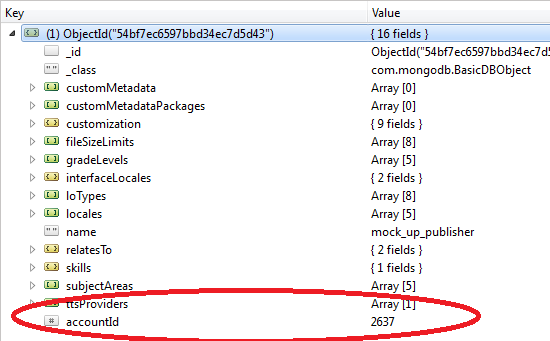 Key Value
(1) ObjectId("54bf7ec6597bbd34ec7d5d43") { 16 fields }
_id ObjectId("54bf7ec6597bbd34ec7d5d43
_class com.mongodb.BasicDBObject
customMetadata Array [0]
customMetadataPackages Array [0]
customization { 9 fields }
fileSizeLimits Array [8]
gradeLevels Array [5]
interfaceLocales { 2 fields }
loTypes Array [8]
locales Array [5]
name mock_up_publisher
relatesTo { 2 fields }
skills { 1 fields }
subjectAreas Array [5]
ttsProviders Array [1]
accountId 2637